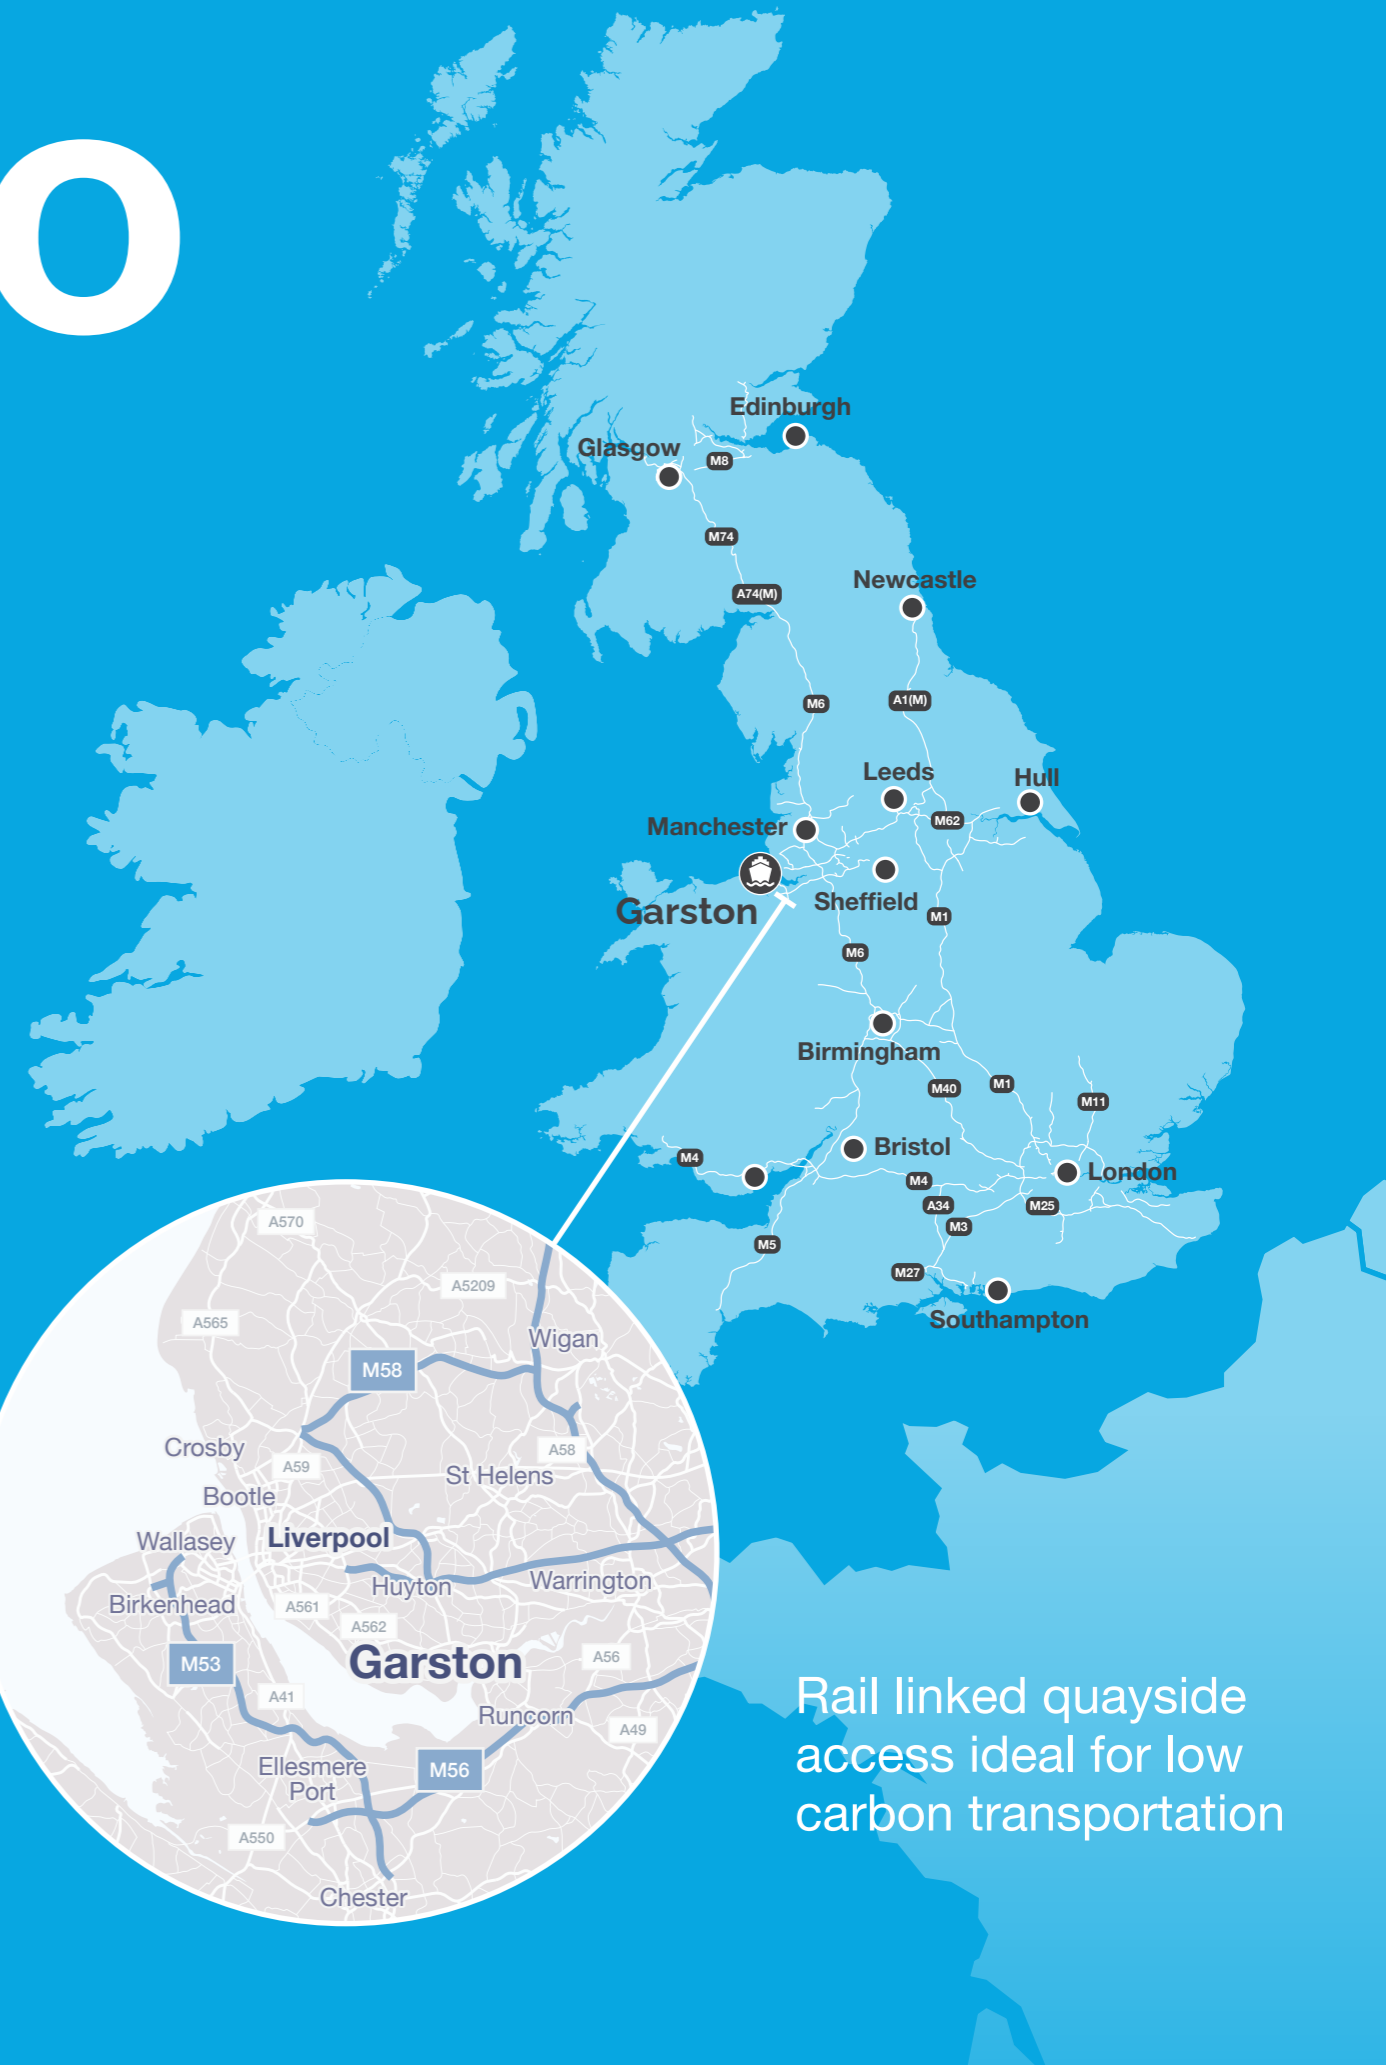 O
Edinburgh
Glasgow
M8
M74
A74(M)
Newcastle
M6
A1(M)
Leeds
Hull
M62
Manchester
Garston
Sheffield
M1
M6
Birmingham
M40
M1
M11
Bristol
M4
London
M4
A34
M25
M3
M5
M27
Southampton
A570
A5209
A565
Wigan
M58
Crosby
A58
A59
St Helens
Bootle
Wallasey
Liverpool
Huyton
Warrington
Birkenhead
A561
A562
Garston
A56
M53
A41
Runcorn
A49
Ellesmere
Port
M56
A550
Chester
Rail linked quayside
access ideal for low
carbon transportation